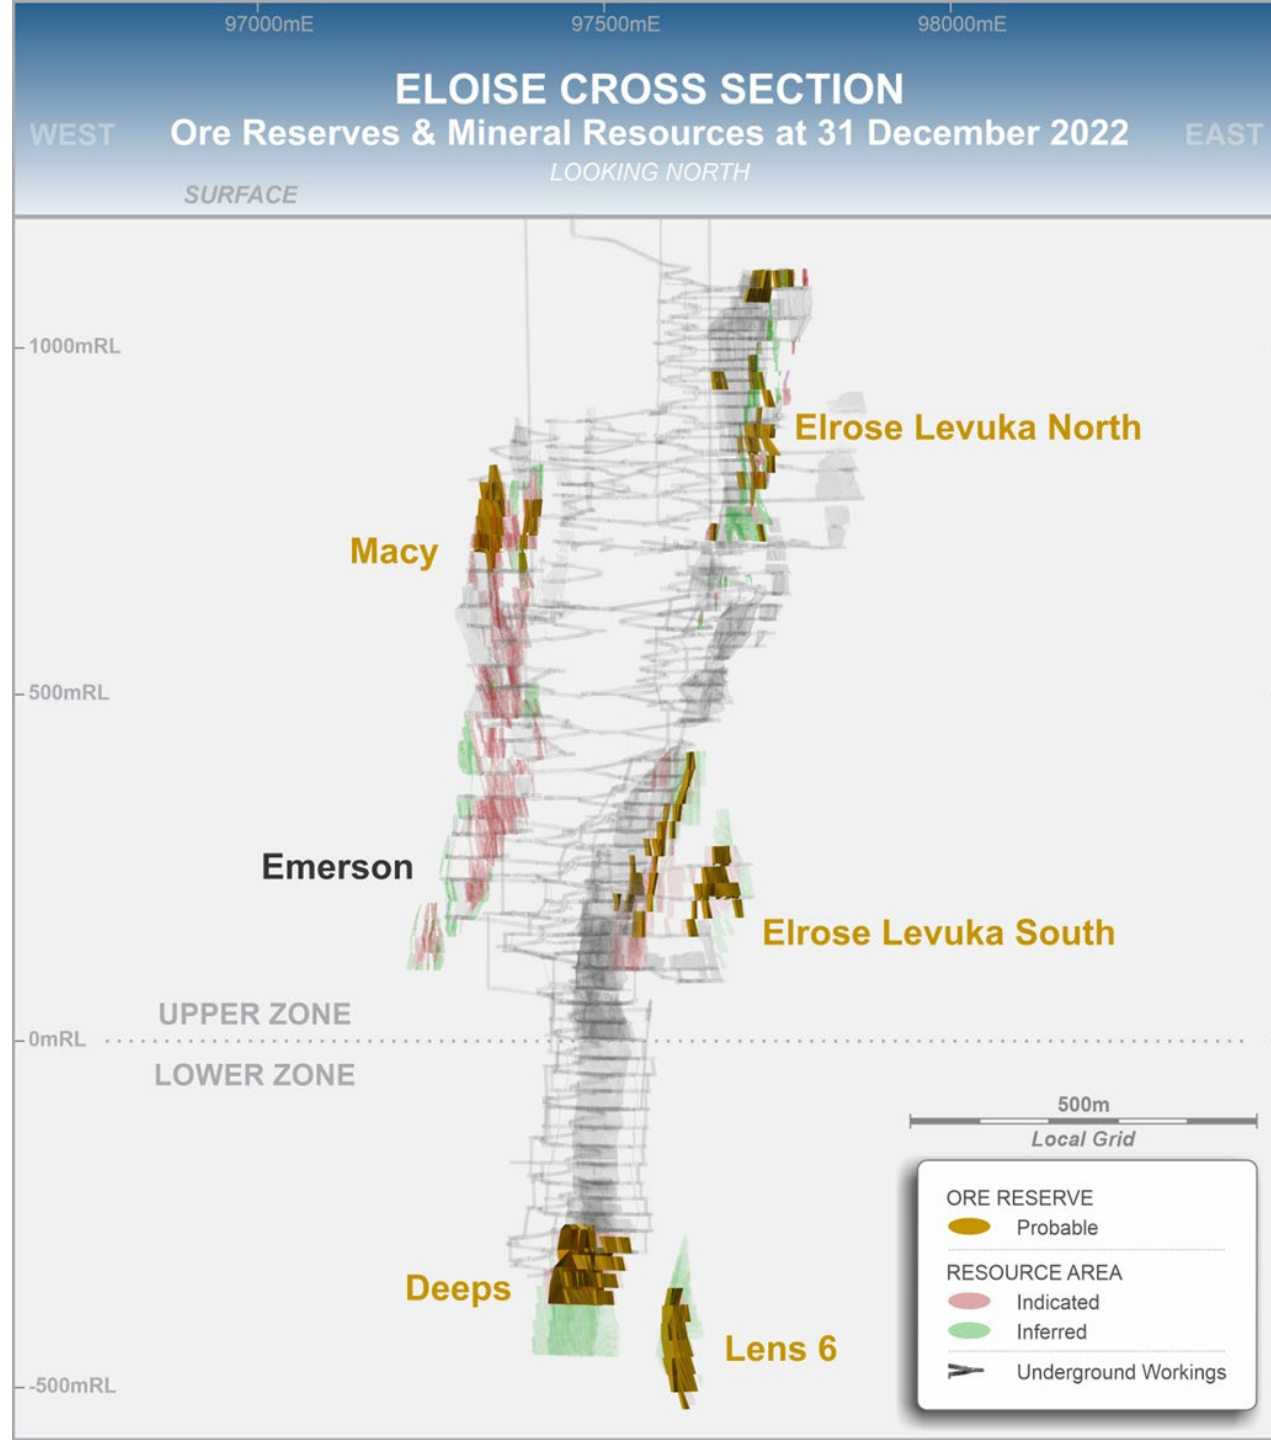 97000mE 97500mE 98000mE
ELOISE CROSS SECTION
WEST Ore Reserves & Mineral Resources at 31 December 2022 EAST
LOOKING NORTH
SURFACE
1000mRL
Elrose Levuka North
Macy
500mRL
Emerson
Elrose Levuka South
UPPER ZONE
0mRL
LOWER ZONE
500m
Local Grid
ORE RESERVE
Probable
RESOURCE AREA
Indicated
Inferred
Underground Workings
Deeps
Lens 6
-500mRL